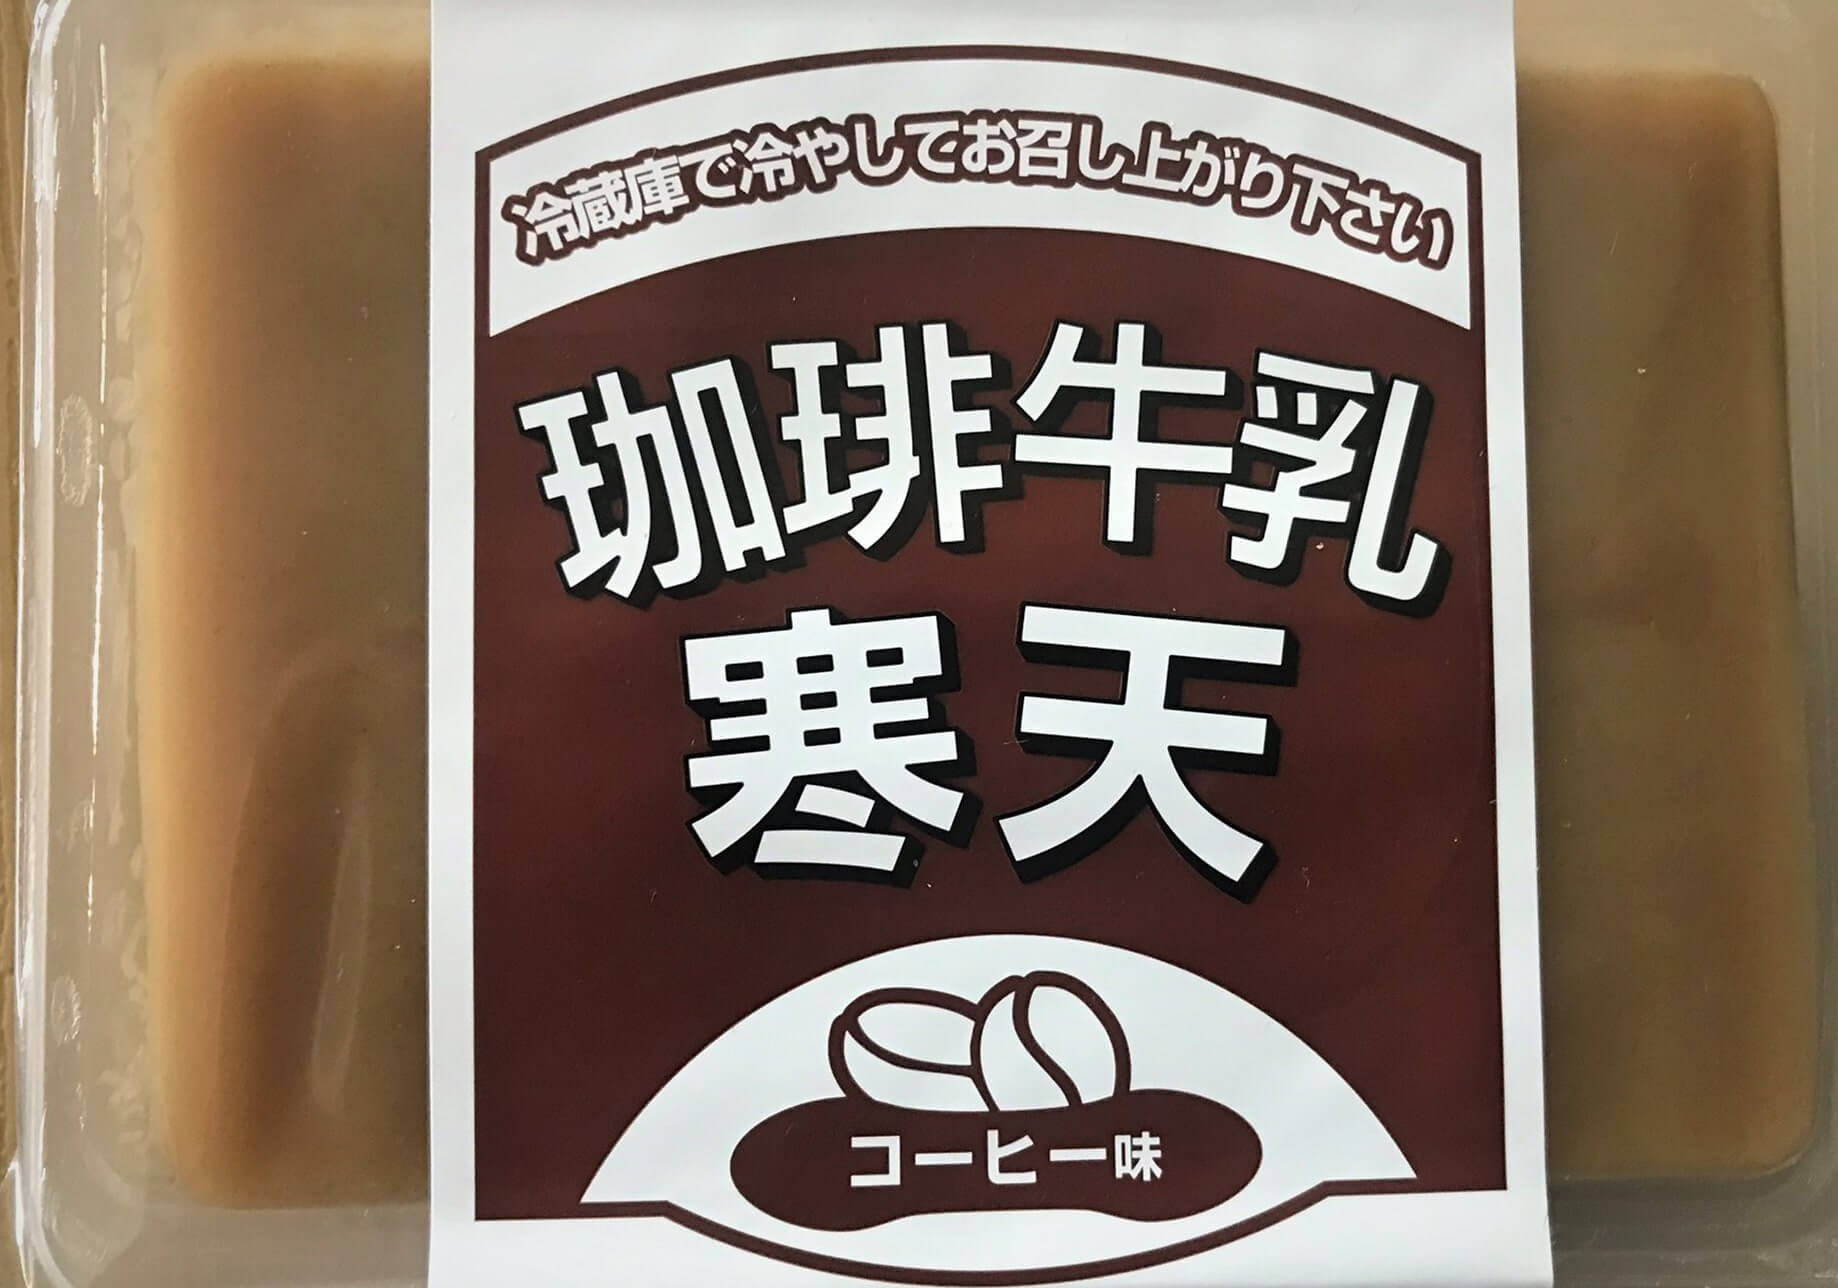 冷蔵庫で冷やしてお召し上がり下さい
珈琲牛乳
寒天
コーヒー味